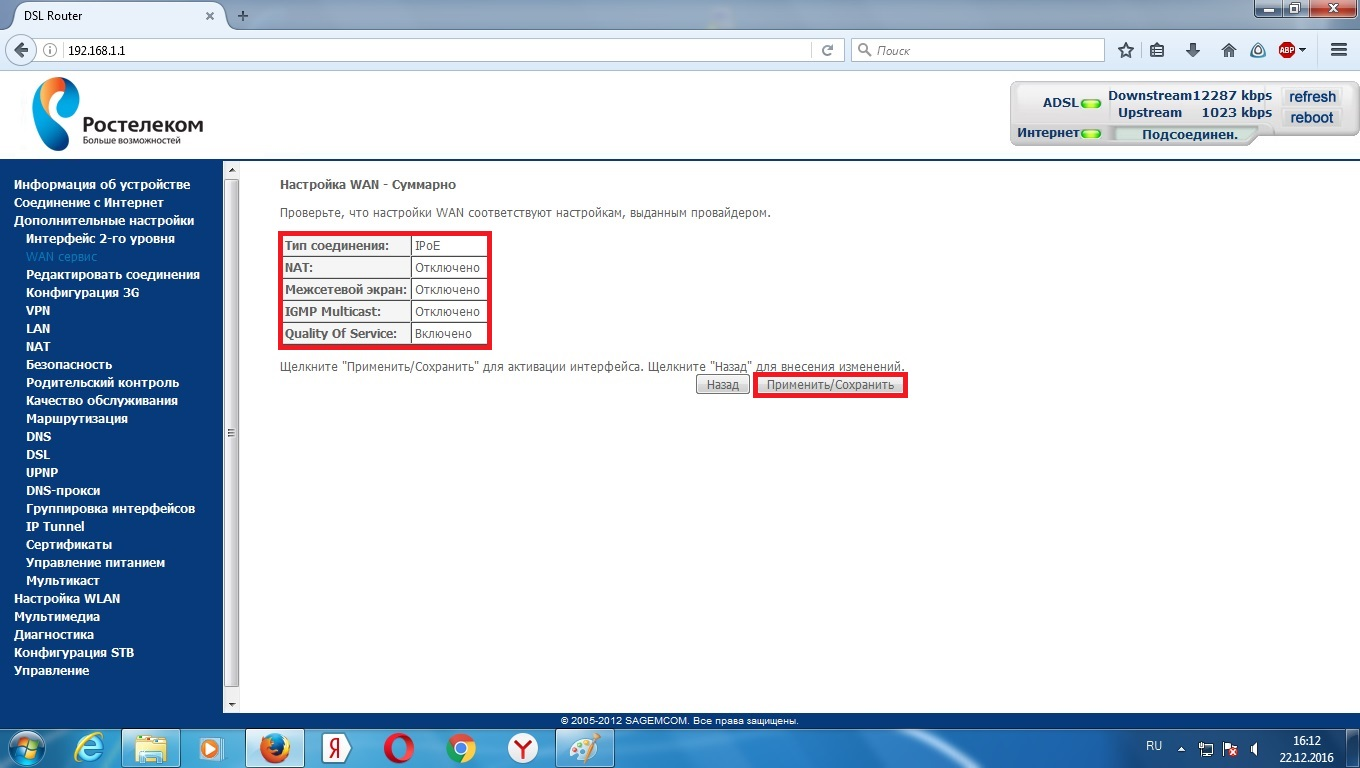 DSL Router
192.168.1.1
Поиск
ABP
Ростелеком
Больше возможностей
ADSL
Downstream 12287 kbps
Upstream 1023 kbps
refresh
reboot
Интернет
Подсоединен.
Информация об устройстве
Соединение с Интернет
Дополнительные настройки
Интерфейс 2-го уровня
WAN сервис
Редактировать соединения
Конфигурация 3G
VPN
LAN
NAT
Безопасность
Родительский контроль
Качество обслуживания
Маршрутизация
DNS
DSL
UPNP
DNS-прокси
Группировка интерфейсов
IP Tunnel
Сертификаты
Управление питанием
Мультикаст
Настройка WLAN
Мультимедиа
Диагностика
Конфигурация STB
Управление
Настройка WAN - Суммарно
Проверьте, что настройки WAN соответствуют настройкам, выданным провайдером.
Тип соединения: IPoE
NAT: Отключено
Межсетевой экран: Отключено
IGMP Multicast: Отключено
Quality Of Service: Включено
Щелкните "Применить/Сохранить" для активации интерфейса. Щелкните "Назад" для внесения изменений.
Назад Применить/Сохранить
© 2005-2012 SAGEMCOM. Все права защищены.
RU
16:12
22.12.2016